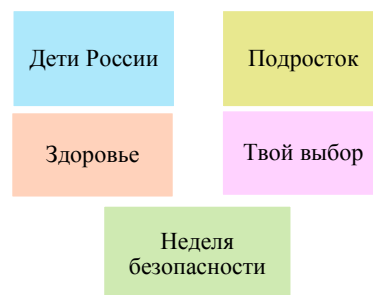 Дети России
Подросток
Здоровье
Твой выбор
Неделя
безопасности